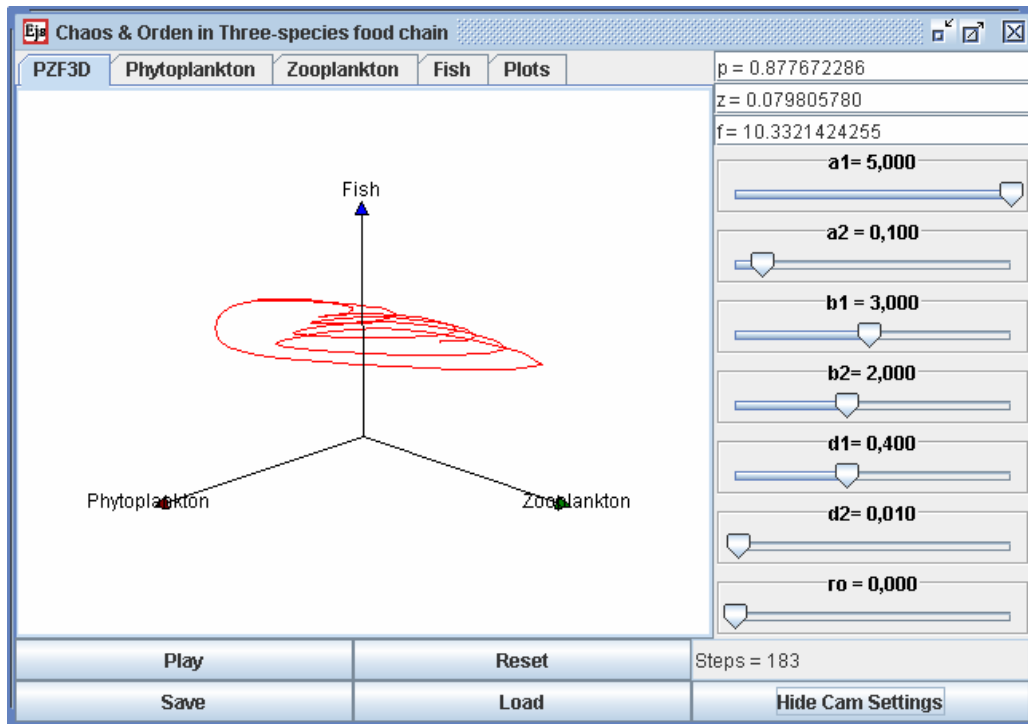 Ejs Chaos & Orden in Three-species food chain
PZF3D Phytoplankton Zooplankton Fish Plots
p = 0.877672286
z = 0.079805780
f= 10.3321424255
a1= 5,000
Fish
a2 = 0,100
b1 = 3,000
b2= 2,000
d1= 0,400
Phytoplankton
Zooplankton
d2= 0,010
ro = 0,000
Play Reset Steps = 183
Save Load Hide Cam Settings